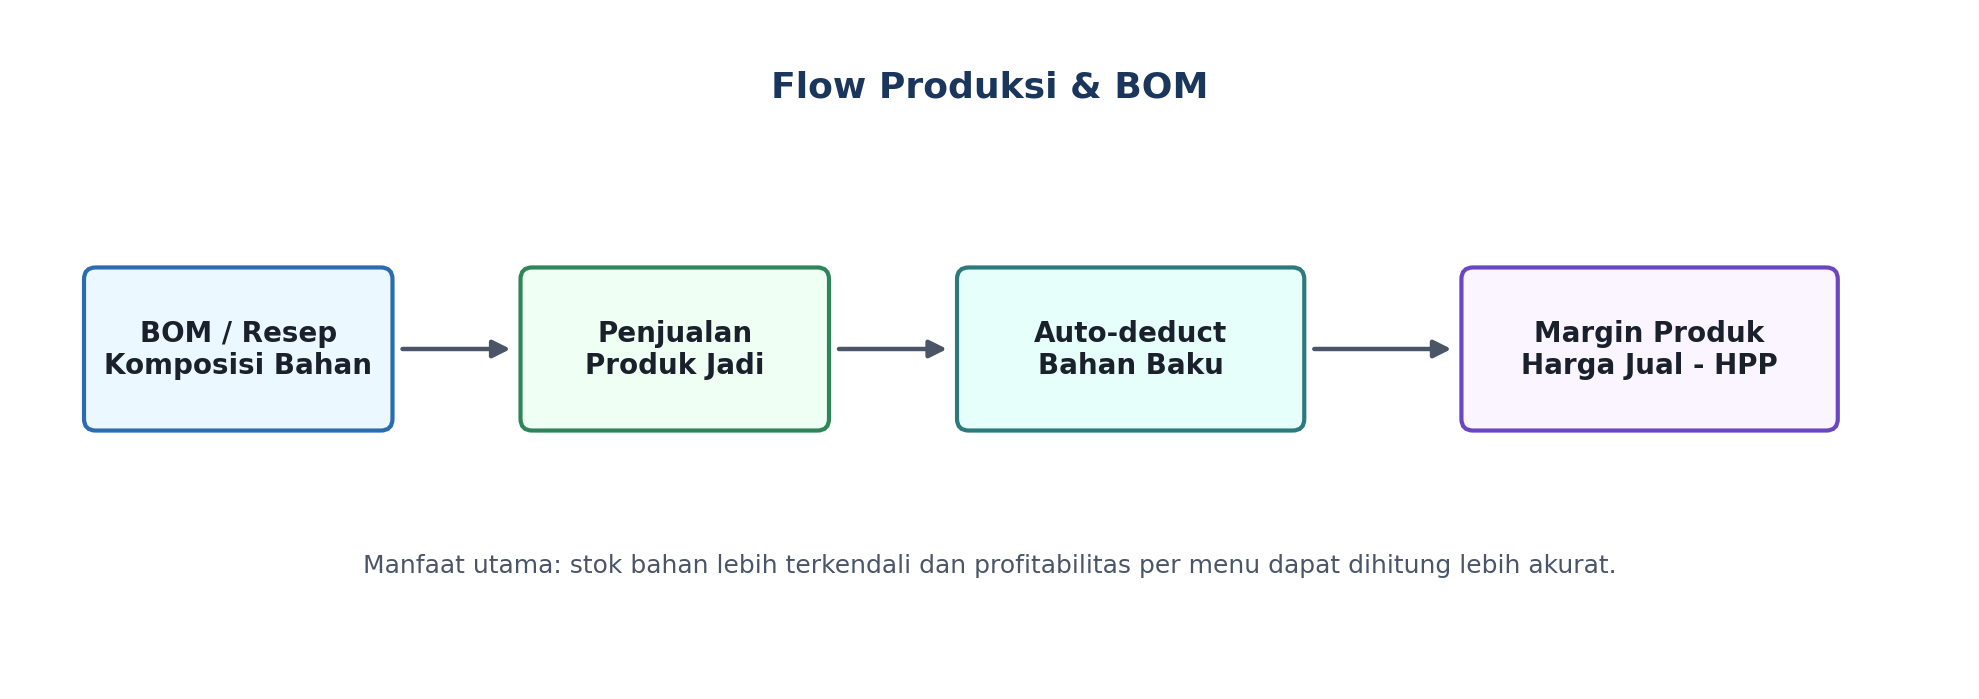 Flow Produksi & BOM
BOM / Resep
Komposisi Bahan
Penjualan
Produk Jadi
Auto-deduct
Bahan Baku
Margin Produk
Harga Jual - HPP
Manfaat utama: stok bahan lebih terkendali dan profitabilitas per menu dapat dihitung lebih akurat.